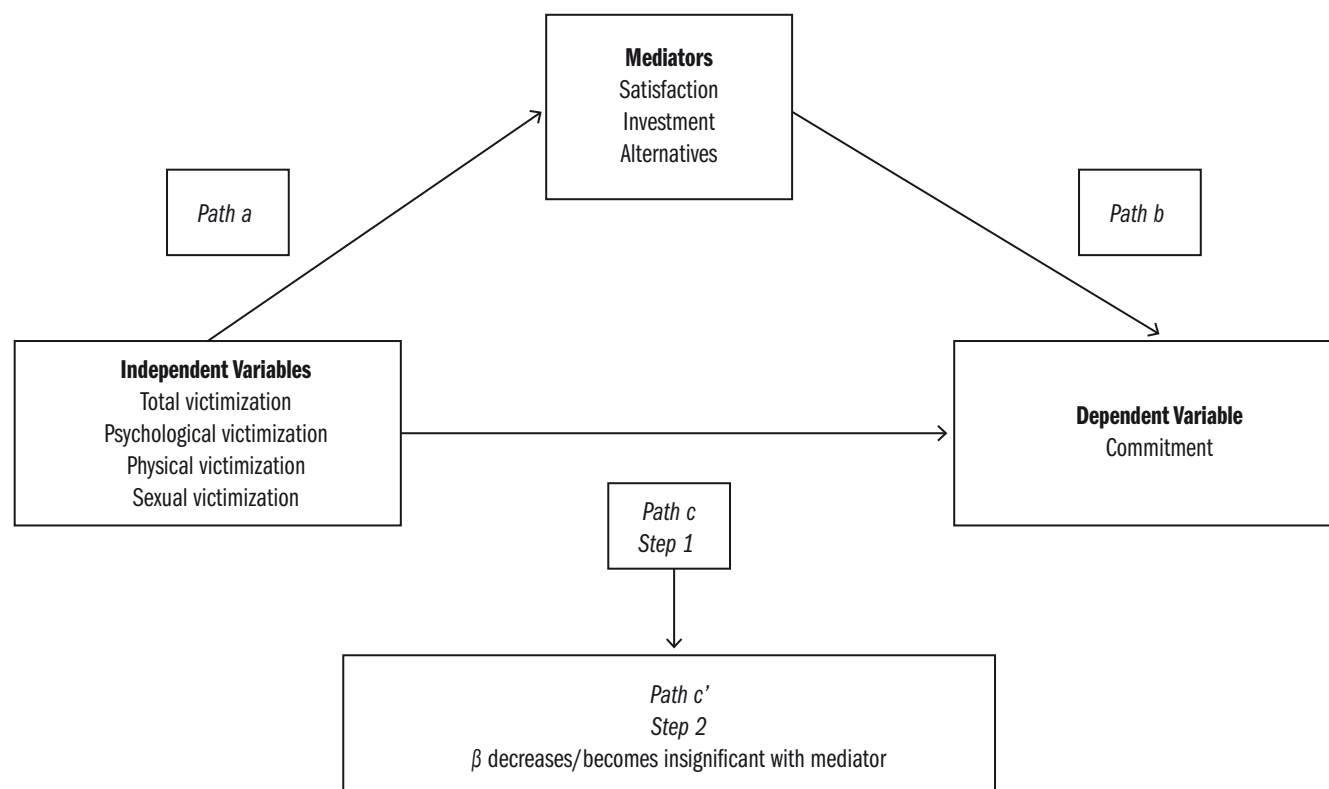 Mediators
Satisfaction
Investment
Alternatives
Path a
Path b
Independent Variables
Total victimization
Psychological victimization
Physical victimization
Sexual victimization
Dependent Variable
Commitment
Path c
Step 1
Path c’
Step 2
β decreases/becomes insignificant with mediator